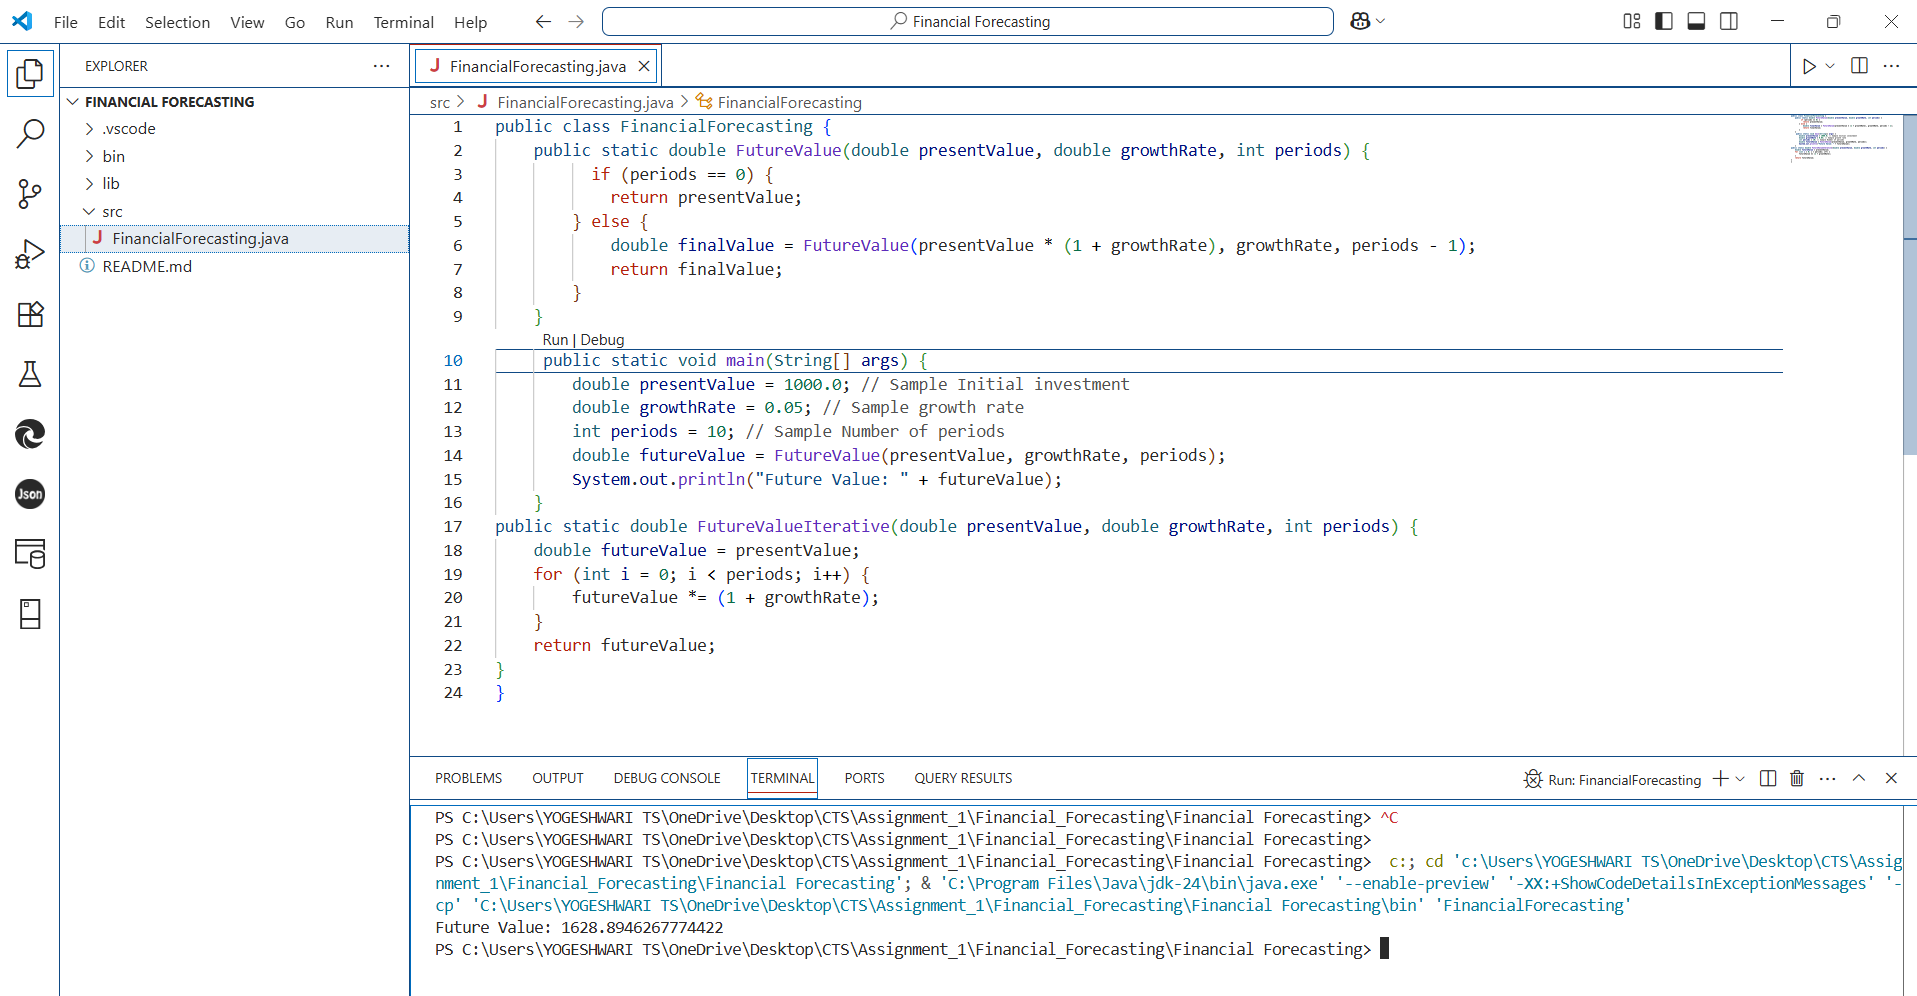 File Edit Selection View Go Run Terminal Help
Financial Forecasting
EXPLORER
FINANCIAL FORECASTING
.vscode
bin
lib
src
J FinancialForecasting.java
README.md
Json
J FinancialForecasting.java
src > J FinancialForecasting.java > FinancialForecasting
1 public class FinancialForecasting {
2 public static double FutureValue(double presentValue, double growthRate, int periods) {
3 if (periods == 0) {
4 return presentValue;
5 } else {
6 double finalValue = FutureValue(presentValue * (1 + growthRate), growthRate, periods - 1);
7 return finalValue;
8 }
9 }
Run | Debug
10 public static void main(String[] args) {
11 double presentValue = 1000.0; // Sample Initial investment
12 double growthRate = 0.05; // Sample growth rate
13 int periods = 10; // Sample Number of periods
14 double futureValue = FutureValue(presentValue, growthRate, periods);
15 System.out.println("Future Value: " + futureValue);
16 }
17 public static double FutureValueIterative(double presentValue, double growthRate, int periods) {
18 double futureValue = presentValue;
19 for (int i = 0; i < periods; i++) {
20 futureValue *= (1 + growthRate);
21 }
22 return futureValue;
23 }
24 }
PROBLEMS OUTPUT DEBUG CONSOLE TERMINAL PORTS QUERY RESULTS
Run: FinancialForecasting
PS C:\Users\YOGESHWARI TS\OneDrive\Desktop\CTS\Assignment_1\Financial_Forecasting\Financial Forecasting> ^C
PS C:\Users\YOGESHWARI TS\OneDrive\Desktop\CTS\Assignment_1\Financial_Forecasting\Financial Forecasting>
PS C:\Users\YOGESHWARI TS\OneDrive\Desktop\CTS\Assignment_1\Financial_Forecasting\Financial Forecasting> c:; cd 'c:\Users\YOGESHWARI TS\OneDrive\Desktop\CTS\Assig
nment_1\Financial_Forecasting\Financial Forecasting'; & 'C:\Program Files\Java\jdk-24\bin\java.exe' '--enable-preview' '-XX:+ShowCodeDetailsInExceptionMessages' '-
cp' 'C:\Users\YOGESHWARI TS\OneDrive\Desktop\CTS\Assignment_1\Financial_Forecasting\Financial Forecasting\bin' 'FinancialForecasting'
Future Value: 1628.8946267774422
PS C:\Users\YOGESHWARI TS\OneDrive\Desktop\CTS\Assignment_1\Financial_Forecasting\Financial Forecasting>